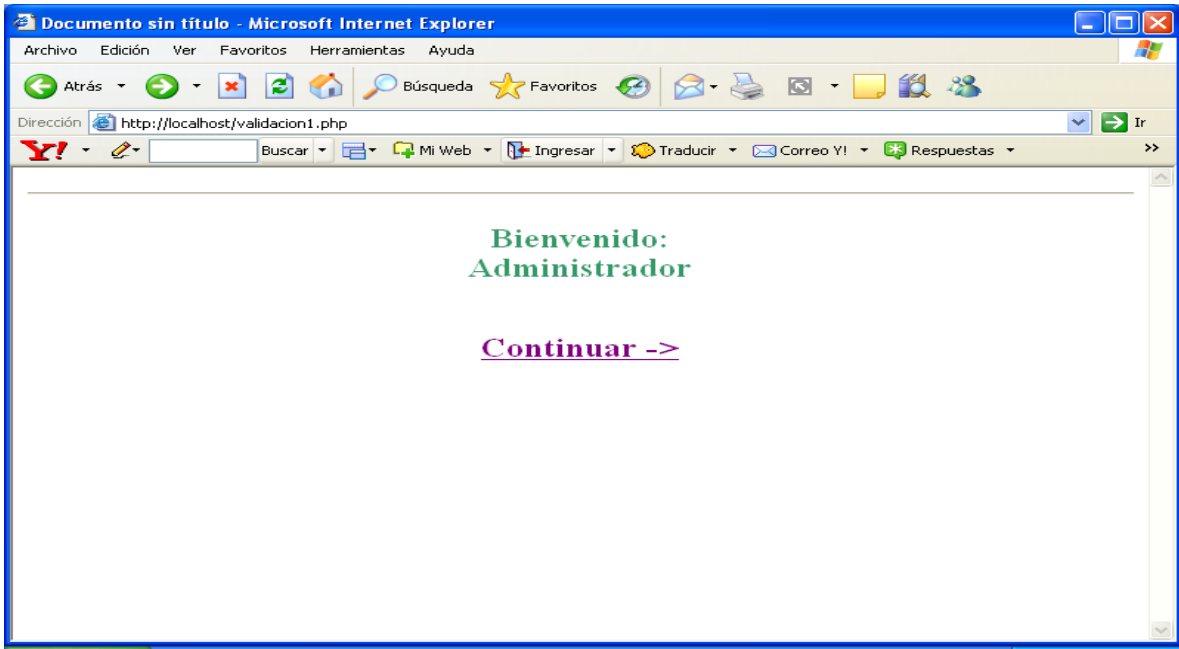 Documento sin título - Microsoft Internet Explorer
Archivo Edición Ver Favoritos Herramientas Ayuda
Atrás Búsqueda Favoritos
Dirección http://localhost/validacion1.php Ir
Y! Buscar Mi Web Ingresar Traducir Correo Y! Respuestas >>
Bienvenido:
Administrador
Continuar ->